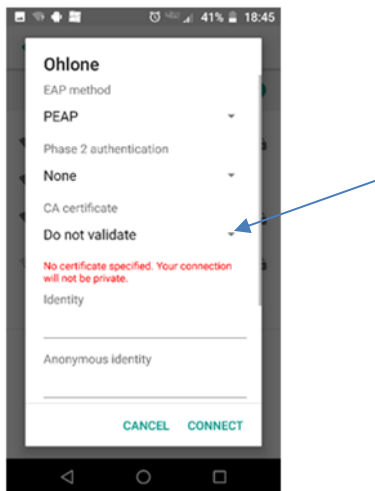 41% 18:45
Ohlone
EAP method
PEAP
Phase 2 authentication
None
CA certificate
Do not validate
No certificate specified. Your connection
will not be private.
Identity
Anonymous identity
CANCEL CONNECT